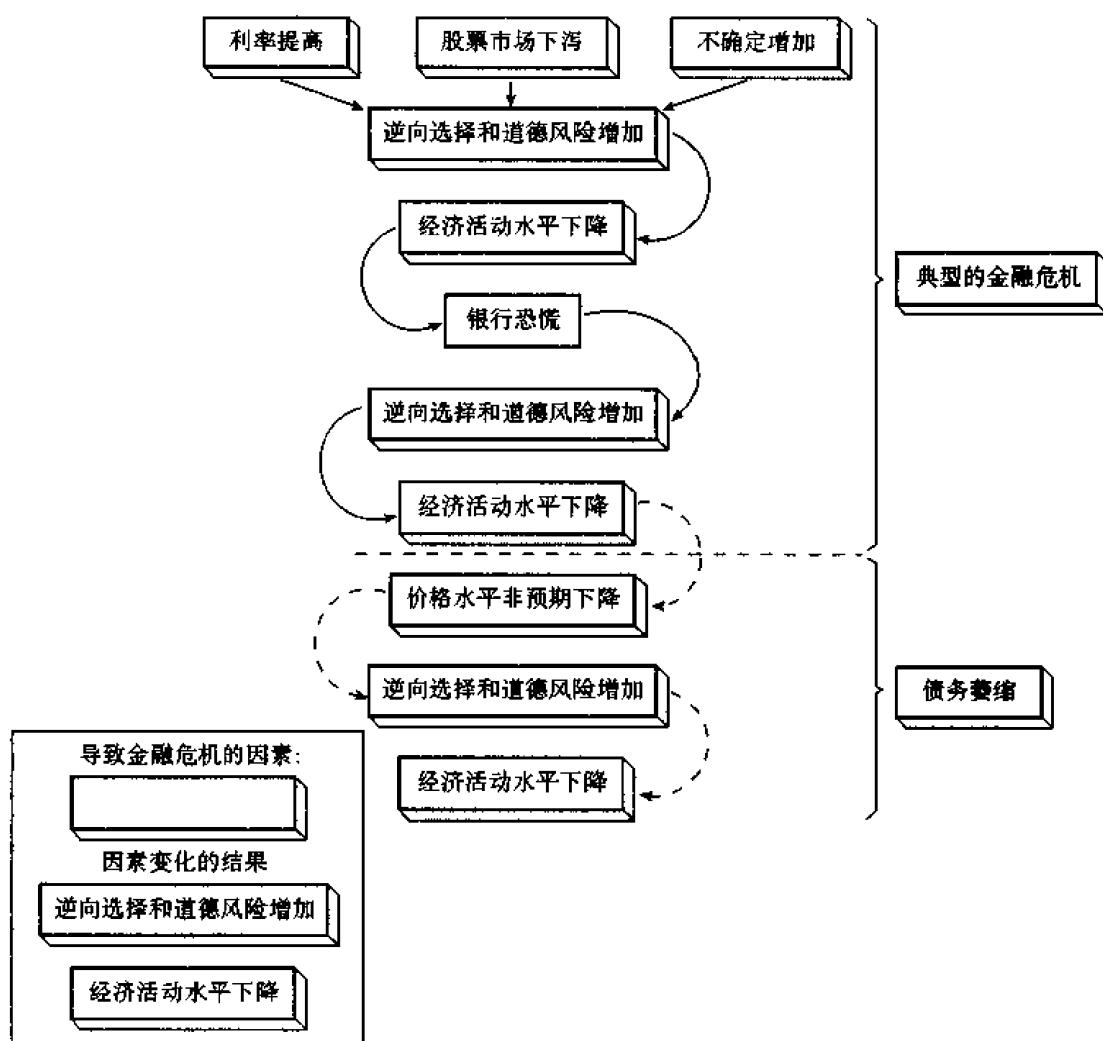 利率提高
股票市场下泻
不确定增加
逆向选择和道德风险增加
经济活动水平下降
典型的金融危机
银行恐慌
逆向选择和道德风险增加
经济活动水平下降
价格水平非预期下降
逆向选择和道德风险增加
债务萎缩
经济活动水平下降
导致金融危机的因素:
因素变化的结果
逆向选择和道德风险增加
经济活动水平下降